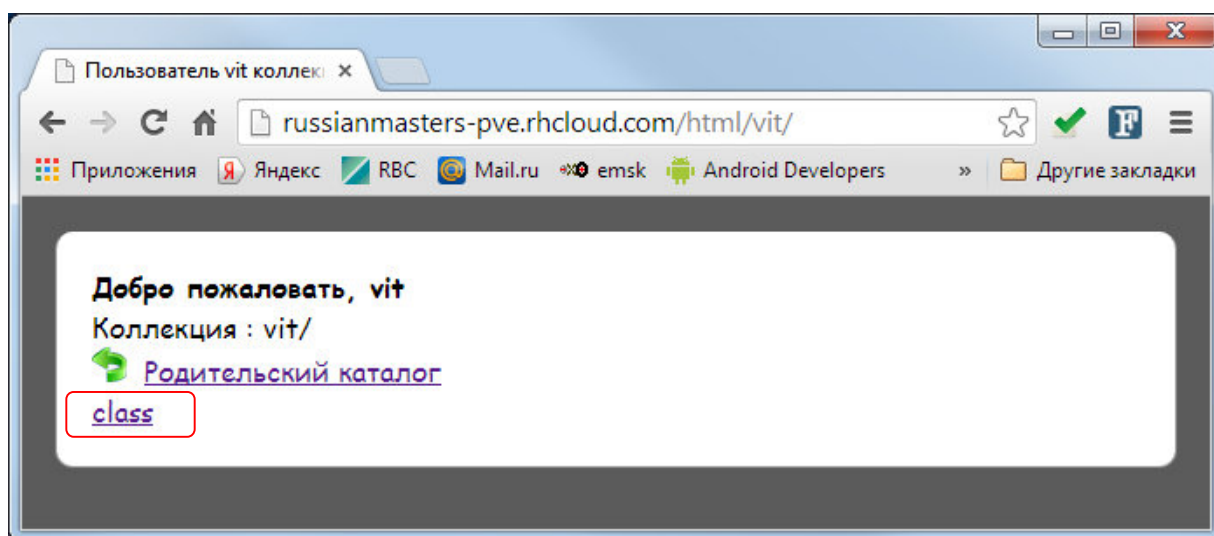 Пользователь vit коллек
russianmasters-pve.rhcloud.com/html/vit/
Приложения Яндекс RBC Mail.ru emsk Android Developers » Другие закладки
Добро пожаловать, vit
Коллекция : vit/
Родительский каталог
class